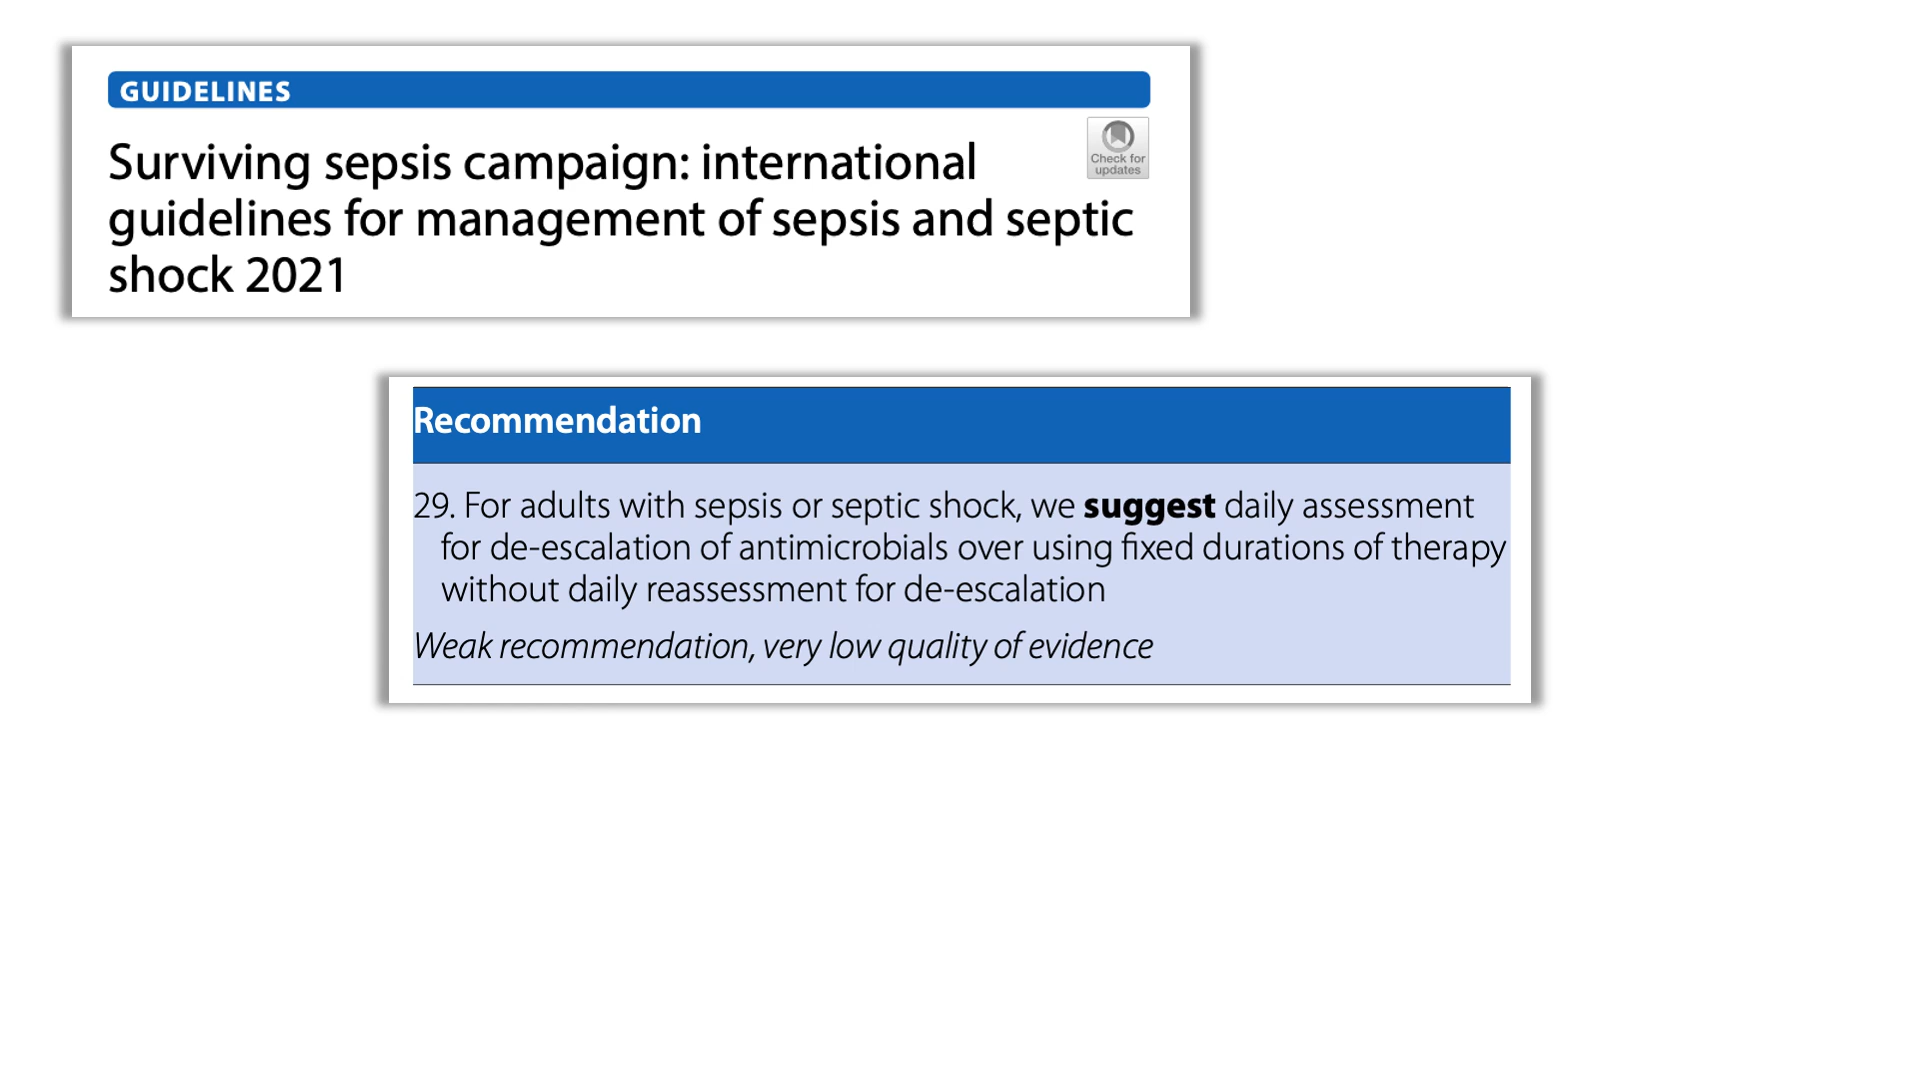 GUIDELINES
Surviving sepsis campaign: international
guidelines for management of sepsis and septic
shock 2021
Check for
updates
Recommendation
29. For adults with sepsis or septic shock, we suggest daily assessment
for de-escalation of antimicrobials over using fixed durations of therapy
without daily reassessment for de-escalation
Weak recommendation, very low quality of evidence